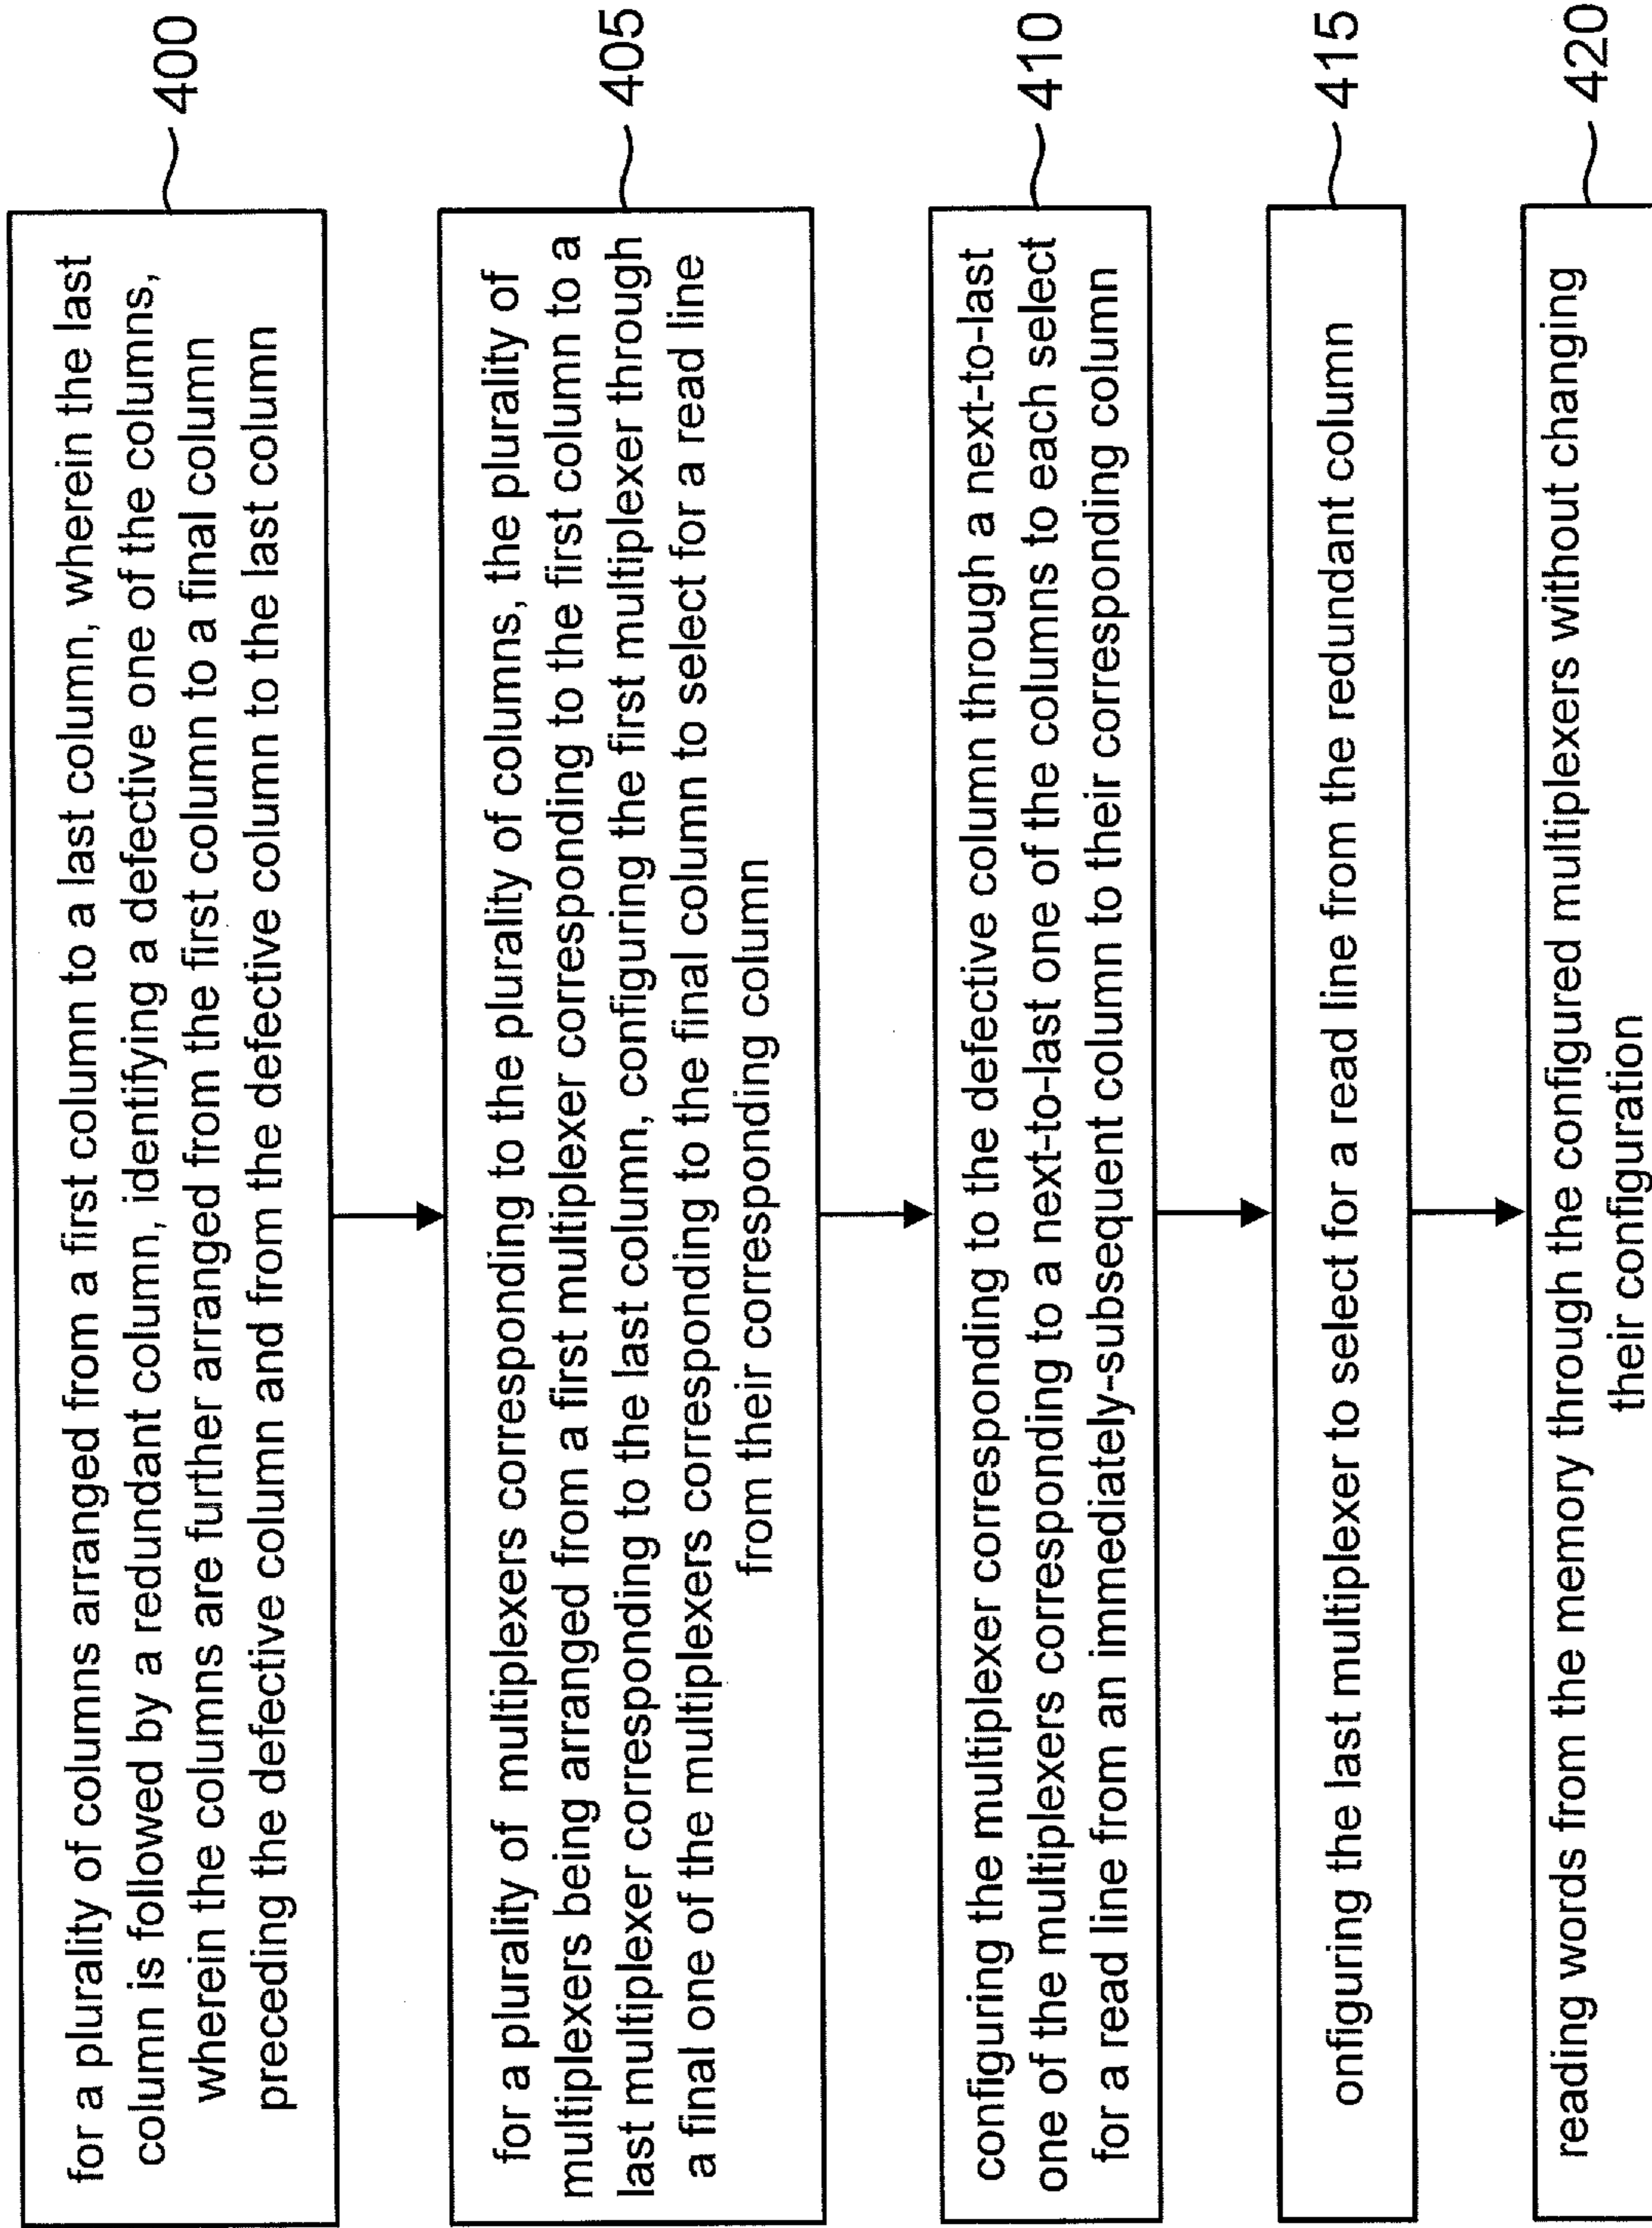 for a plurality of columns arranged from a first column to a last column, wherein the last
column is followed by a redundant column, identifying a defective one of the columns,
wherein the columns are further arranged from the first column to a final column
preceding the defective column and from the defective column to the last column
400
for a plurality of multiplexers corresponding to the plurality of columns, the plurality of
multiplexers being arranged from a first multiplexer corresponding to the first column to a
last multiplexer corresponding to the last column, configuring the first multiplexer through
a final one of the multiplexers corresponding to the final column to select for a read line
from their corresponding column
405
configuring the multiplexer corresponding to the defective column through a next-to-last
one of the multiplexers corresponding to a next-to-last one of the columns to each select
for a read line from an immediately-subsequent column to their corresponding column
410
onfiguring the last multiplexer to select for a read line from the redundant column
415
reading words from the memory through the configured multiplexers without changing
their configuration
420